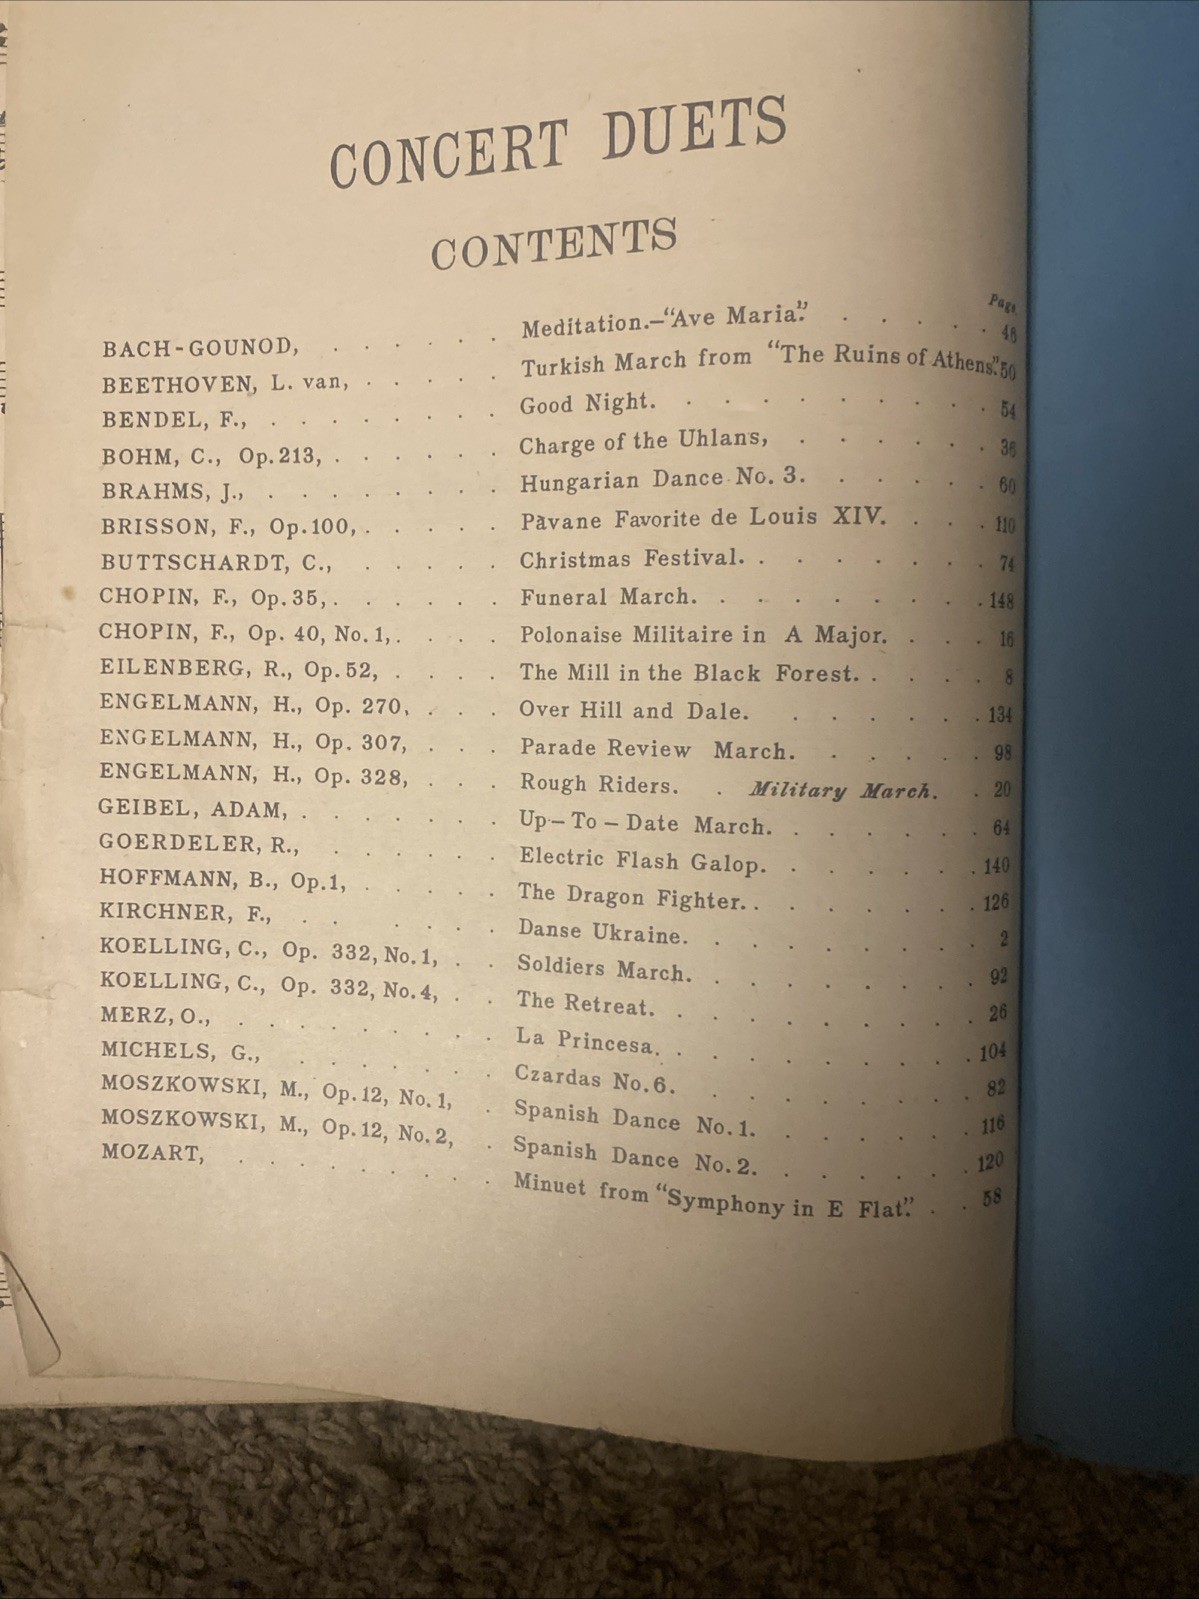 CONCERT DUETS
CONTENTS
Page.
BACH-GOUNOD, . . . . . . Meditation.—"Ave Maria". . . . . . 46
BEETHOVEN, L. van, . . . . . Turkish March from "The Ruins of Athens". 50
BENDEL, F., . . . . . . . . Good Night. . . . . . . . . . 54
BOHM, C., Op. 213, . . . . . . Charge of the Uhlans, . . . . . . 36
BRAHMS, J., . . . . . . . . Hungarian Dance No. 3. . . . . . 60
BRISSON, F., Op. 100, . . . . . Pàvane Favorite de Louis XIV. . . . 110
BUTTSCHARDT, C., . . . . . Christmas Festival. . . . . . . . 74
CHOPIN, F., Op. 35, . . . . . . Funeral March. . . . . . . . . 148
CHOPIN, F., Op. 40, No. 1, . . . . Polonaise Militaire in A Major. . . . 16
EILENBERG, R., Op. 52, . . . . The Mill in the Black Forest. . . . . 8
ENGELMANN, H., Op. 270, . . . Over Hill and Dale. . . . . . . 134
ENGELMANN, H., Op. 307, . . . Parade Review March. . . . . . 98
ENGELMANN, H., Op. 328, . . . Rough Riders. . Military March. . 20
GEIBEL, ADAM, . . . . . . . Up-To-Date March. . . . . . . 64
GOERDELER, R., . . . . . . Electric Flash Galop. . . . . . . 140
HOFFMANN, B., Op. 1, . . . . . The Dragon Fighter. . . . . . . 126
KIRCHNER, F., . . . . . . Danse Ukraine. . . . . . . . 2
KOELLING, C., Op. 332, No. 1, . . Soldiers March. . . . . . . . 92
KOELLING, C., Op. 332, No. 4, . . The Retreat. . . . . . . . . 26
MERZ, O., . . . . . . . . La Princesa. . . . . . . . . 104
MICHELS, G., . . . . . . . Czardas No. 6. . . . . . . . 82
MOSZKOWSKI, M., Op. 12, No. 1, . Spanish Dance No. 1. . . . . . . 116
MOSZKOWSKI, M., Op. 12, No. 2, . Spanish Dance No. 2. . . . . . . 120
MOZART, . . . . . . . . Minuet from "Symphony in E Flat". . . 58